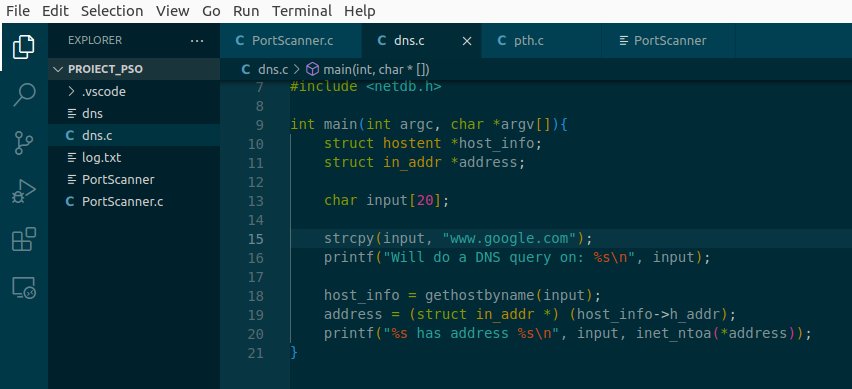 File Edit Selection View Go Run Terminal Help
EXPLORER ···
PortScanner.c dns.c × pth.c PortScanner
PROIECT_PSO
dns.c > main(int, char * [])
.vscode
dns
dns.c
log.txt
PortScanner
PortScanner.c
7 #include <netdb.h>
8
9 int main(int argc, char *argv[]){
10 struct hostent *host_info;
11 struct in_addr *address;
12
13 char input[20];
14
15 strcpy(input, "www.google.com");
16 printf("Will do a DNS query on: %s\n", input);
17
18 host_info = gethostbyname(input);
19 address = (struct in_addr *) (host_info->h_addr);
20 printf("%s has address %s\n", input, inet_ntoa(*address));
21 }